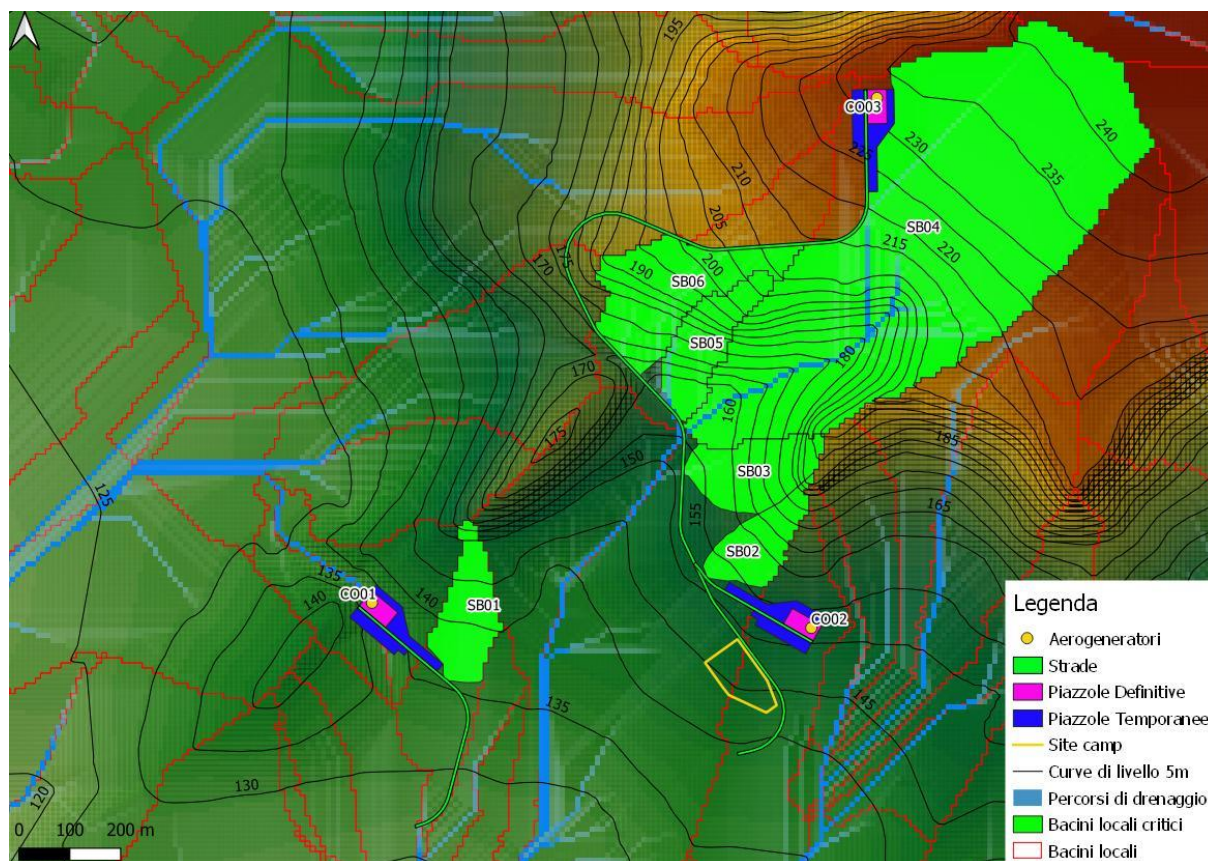 195
CO03
240
225
230
235
210
205
SB04
215
220
175
170
190
200
SB06
SB05
180
170
160
175
185
150
SB03
125
155
165
SB02
135
CO01
140
140
SB01
CO02
145
135
130
120
0 100 200 m
Legenda
Aerogeneratori
Strade
Piazzole Definitive
Piazzole Temporanee
Site camp
Curve di livello 5m
Percorsi di drenaggio
Bacini locali critici
Bacini locali